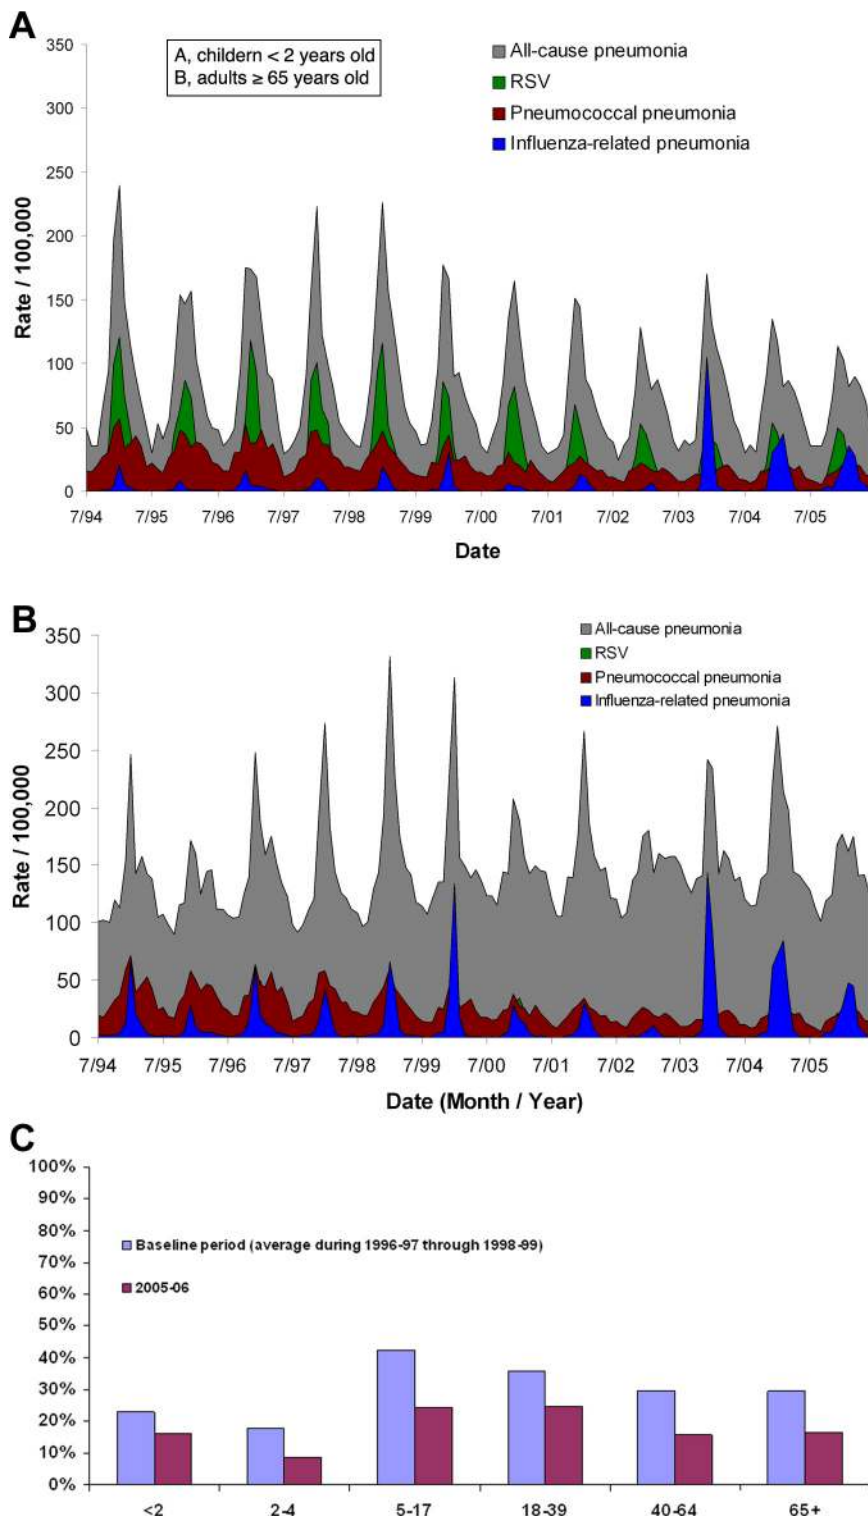 A
350
300
250
200
150
100
50
0
Rate / 100,000
A, childern < 2 years old
B, adults ≥ 65 years old
All-cause pneumonia
RSV
Pneumococcal pneumonia
Influenza-related pneumonia
7/94 7/95 7/96 7/97 7/98 7/99 7/00 7/01 7/02 7/03 7/04 7/05
Date
B
350
300
250
200
150
100
50
0
Rate / 100,000
All-cause pneumonia
RSV
Pneumococcal pneumonia
Influenza-related pneumonia
7/94 7/95 7/96 7/97 7/98 7/99 7/00 7/01 7/02 7/03 7/04 7/05
Date (Month / Year)
C
100%
90%
80%
70%
60%
50%
40%
30%
20%
10%
0%
Baseline period (average during 1996-97 through 1998-99)
2005-06
<2 2-4 5-17 18-39 40-64 65+